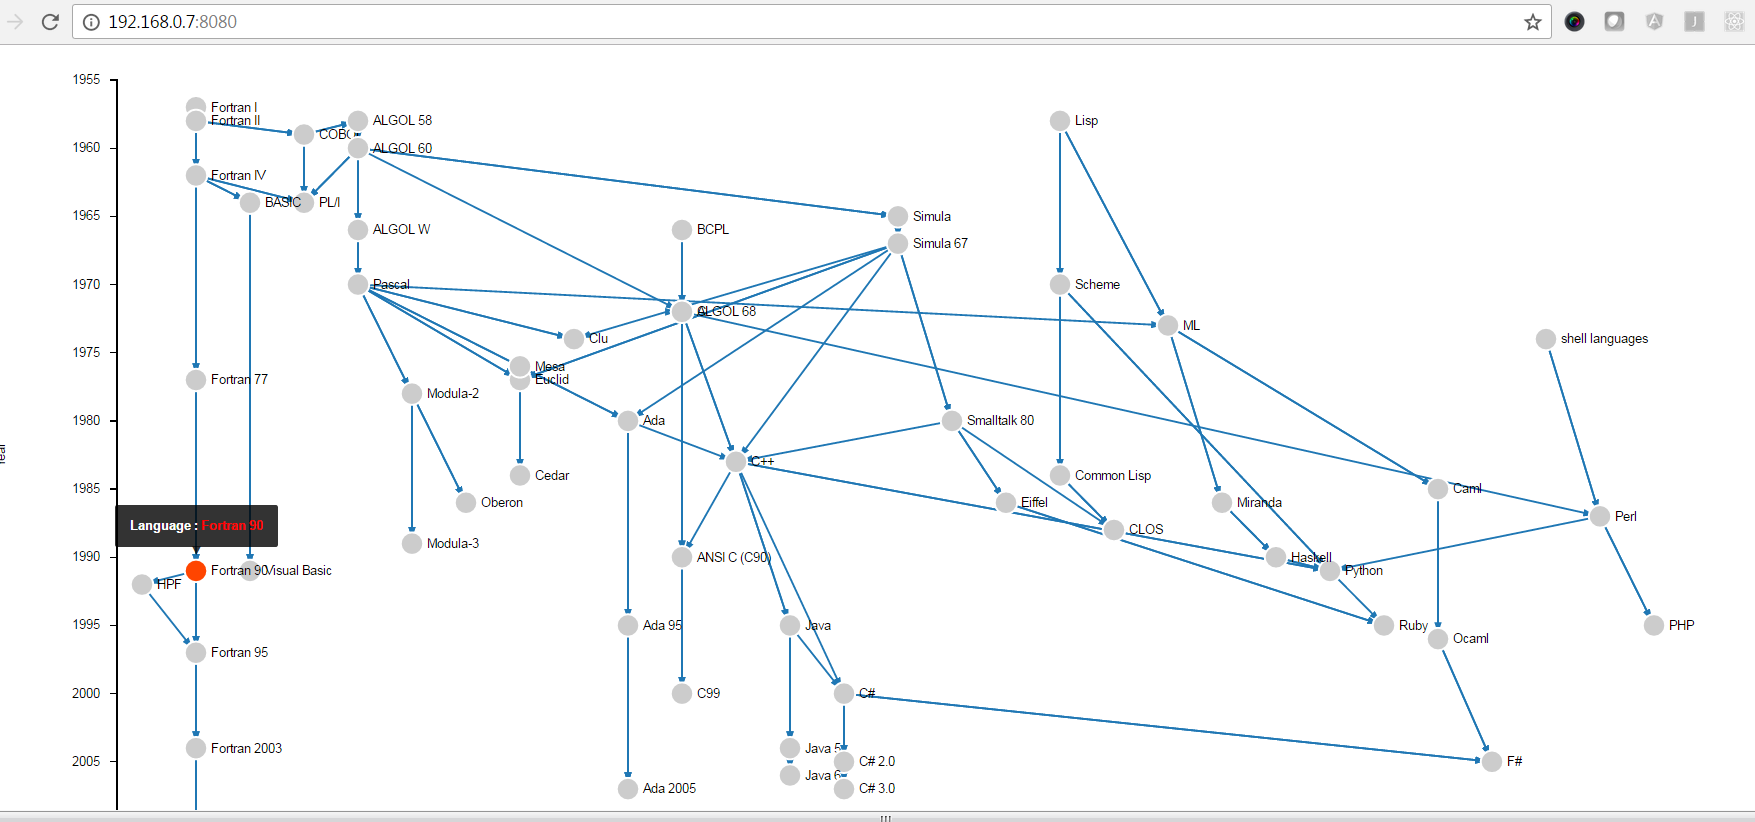 192.168.0.7:8080
1955
Fortran I
Fortran II
ALGOL 58
Lisp
COBOL
1960
ALGOL 60
Fortran IV
BASIC
PL/I
1965
Simula
ALGOL W
BCPL
Simula 67
1970
Pascal
Scheme
ALGOL 68
ML
Clu
shell languages
1975
Mesa
Euclid
Fortran 77
Modula-2
1980
Ada
Smalltalk 80
C++
Cedar
Common Lisp
1985
Caml
Oberon
Eiffel
Miranda
Perl
Language : Fortran 90
CLOS
Modula-3
1990
ANSI C (C90)
Haskell
Fortran 90
Visual Basic
Python
HPF
1995
Ada 95
Java
Ruby
PHP
Ocaml
Fortran 95
2000
C99
C#
Fortran 2003
Java 5
2005
C# 2.0
F#
Java 6
Ada 2005
C# 3.0